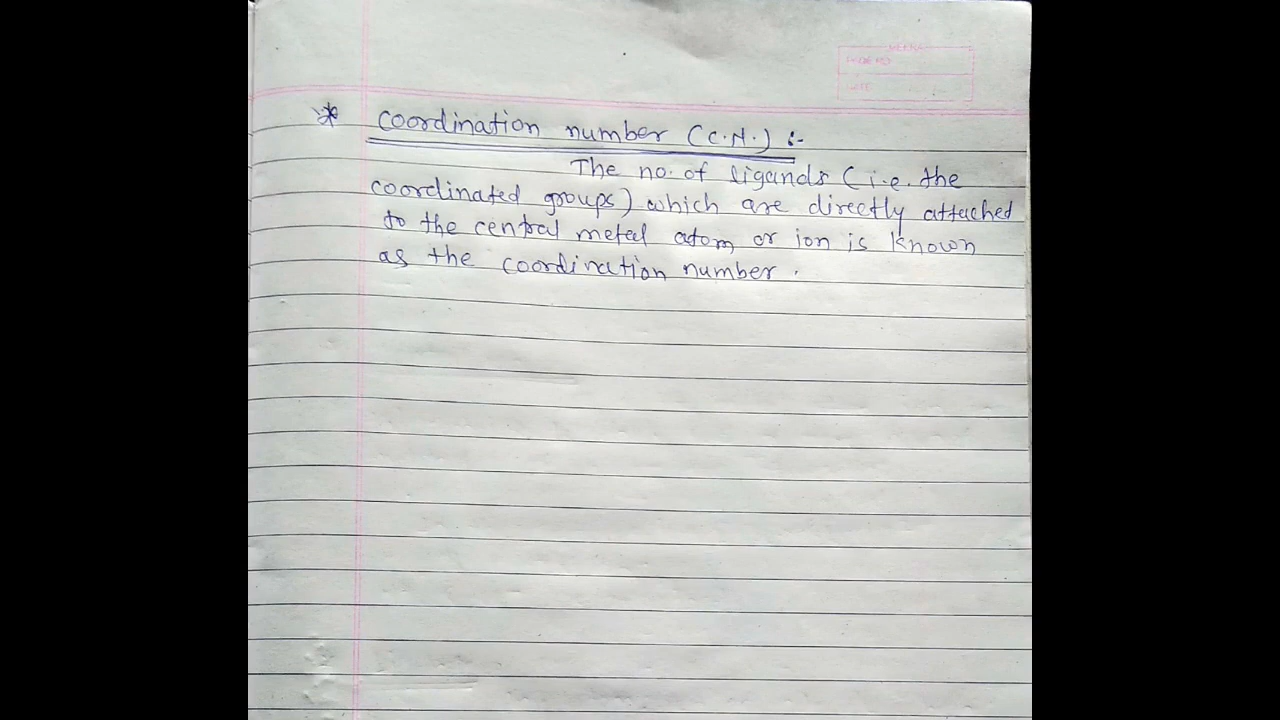 * Coordination number (C.N.) :-
The no. of ligands (i.e. the
coordinated groups) which are directly attached
to the central metal atom or ion is known
as the coordination number.